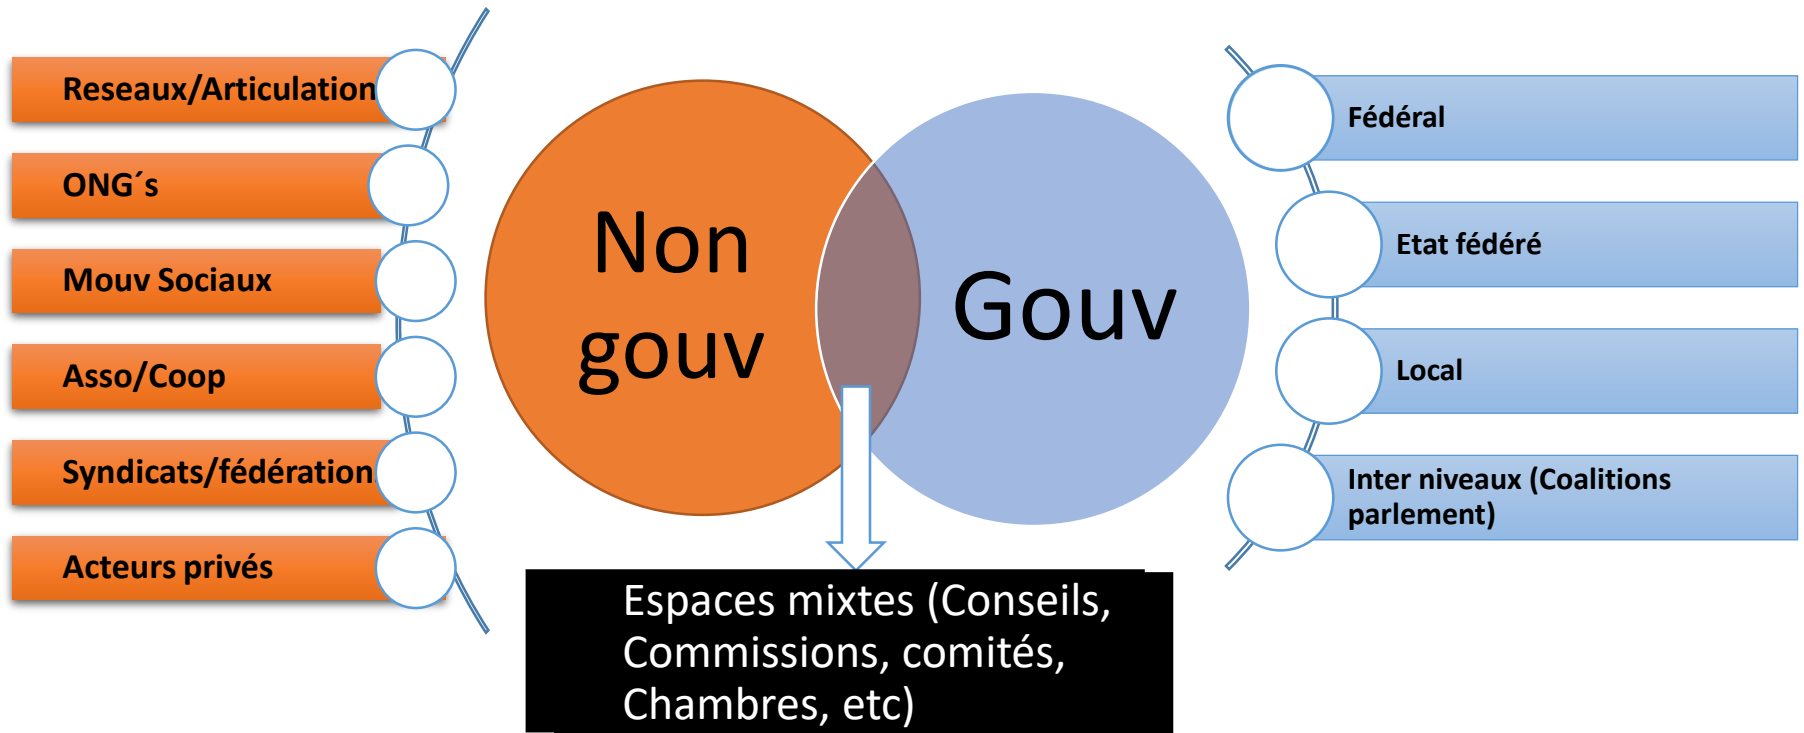 Reseaux/Articulation
ONG´s
Mouv Sociaux
Asso/Coop
Syndicats/fédération
Acteurs privés
Non
gouv
Gouv
Espaces mixtes (Conseils,
Commissions, comités,
Chambres, etc)
Fédéral
Etat fédéré
Local
Inter niveaux (Coalitions
parlement)